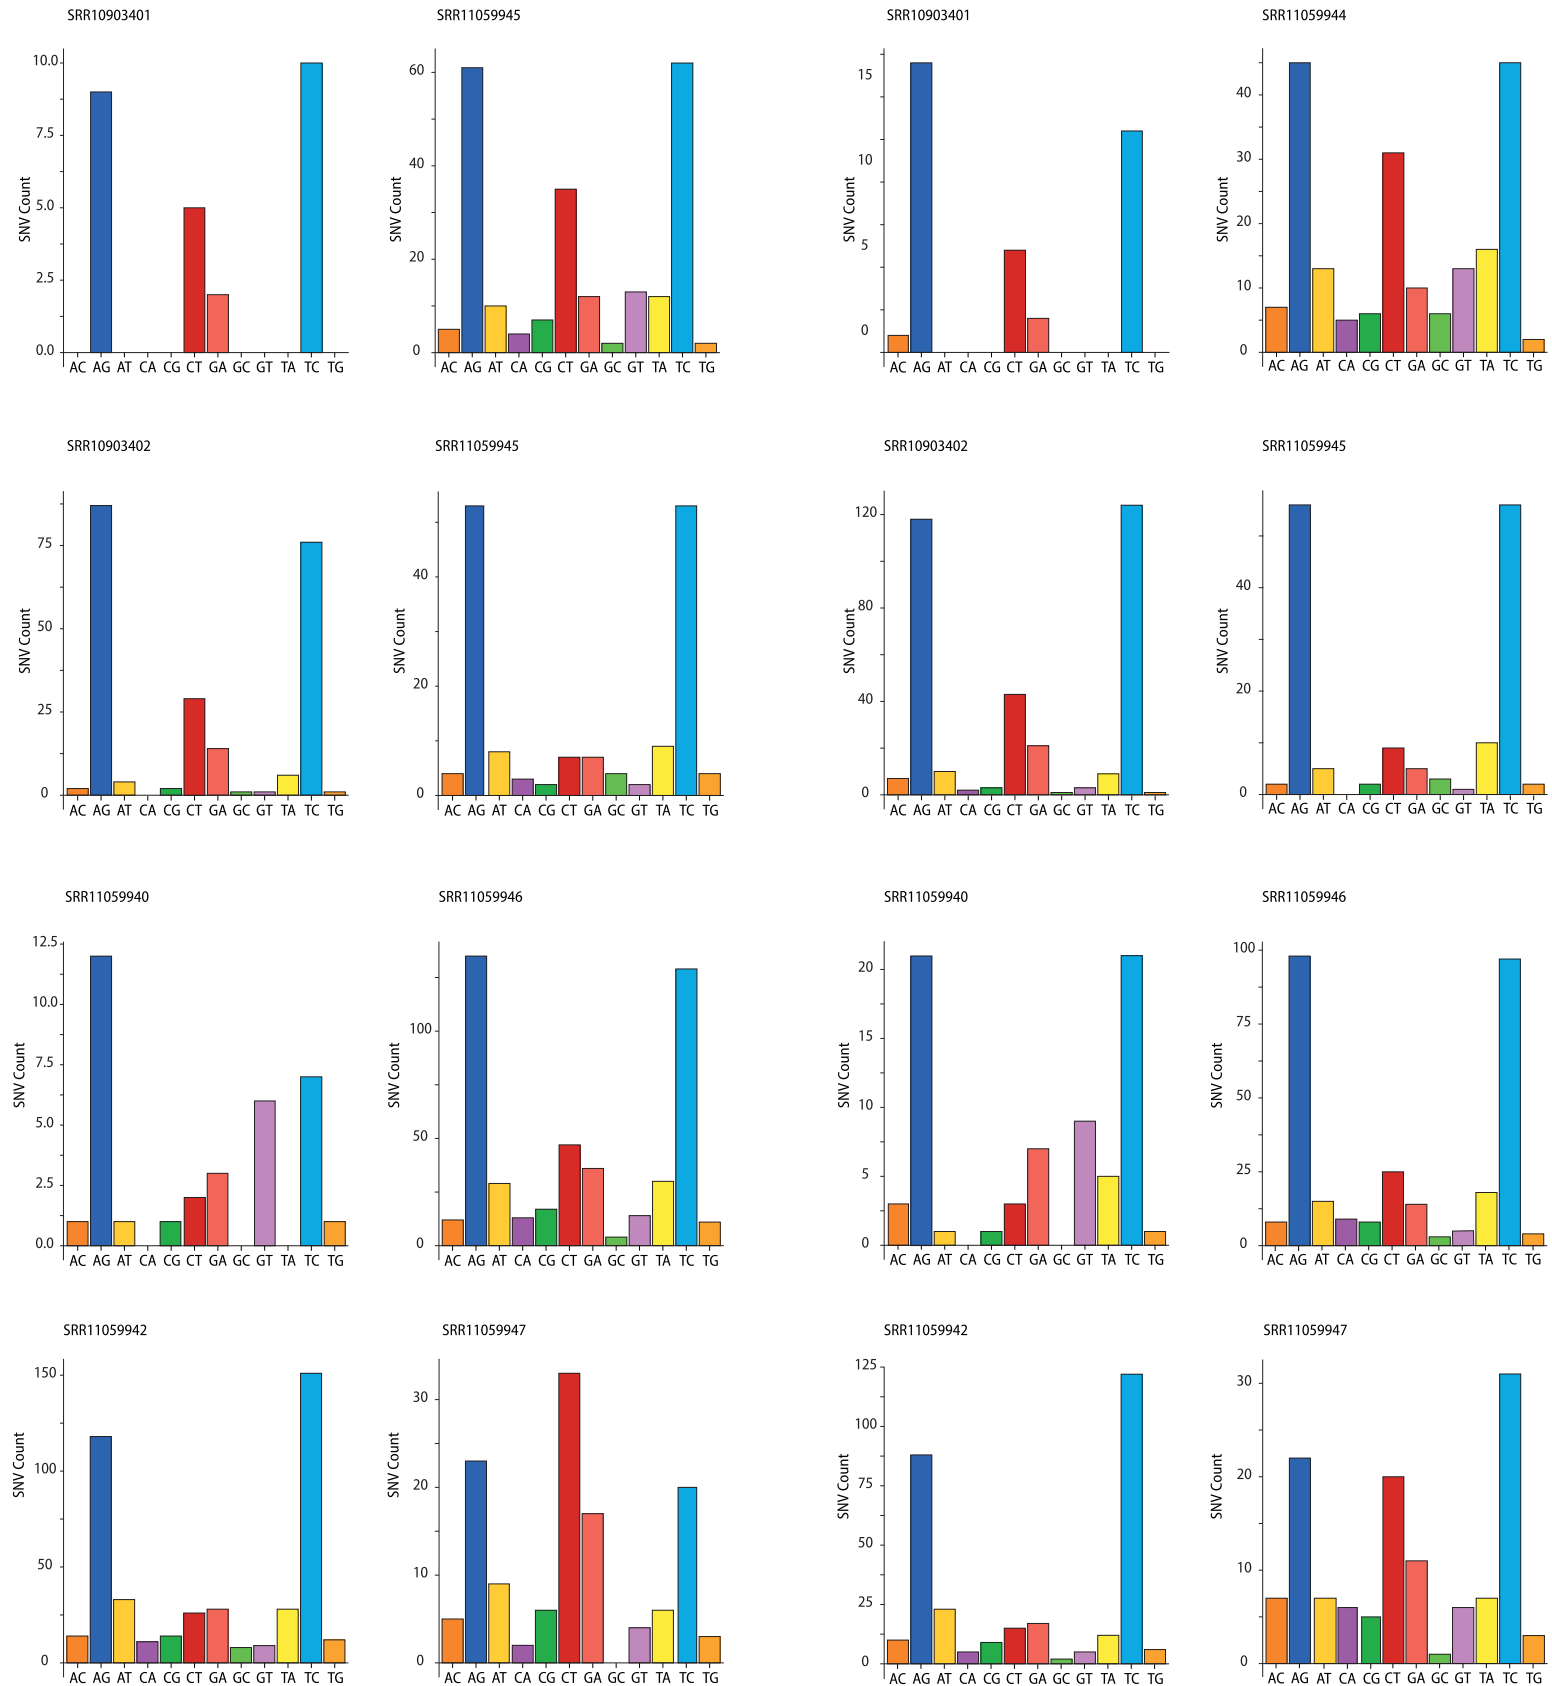 SRR10903401
SNV Count
10.0
7.5
5.0
2.5
0.0
AC AG AT CA CG CT GA GC GT TA TC TG
SRR11059945
SNV Count
60
40
20
0
AC AG AT CA CG CT GA GC GT TA TC TG
SRR10903401
SNV Count
15
10
5
0
AC AG AT CA CG CT GA GC GT TA TC TG
SRR11059944
SNV Count
40
30
20
10
0
AC AG AT CA CG CT GA GC GT TA TC TG
SRR10903402
SNV Count
75
50
25
0
AC AG AT CA CG CT GA GC GT TA TC TG
SRR11059945
SNV Count
40
20
0
AC AG AT CA CG CT GA GC GT TA TC TG
SRR10903402
SNV Count
120
80
40
0
AC AG AT CA CG CT GA GC GT TA TC TG
SRR11059945
SNV Count
40
20
0
AC AG AT CA CG CT GA GC GT TA TC TG
SRR11059940
SNV Count
12.5
10.0
7.5
5.0
2.5
0.0
AC AG AT CA CG CT GA GC GT TA TC TG
SRR11059946
SNV Count
100
50
0
AC AG AT CA CG CT GA GC GT TA TC TG
SRR11059940
SNV Count
20
15
10
5
0
AC AG AT CA CG CT GA GC GT TA TC TG
SRR11059946
SNV Count
100
75
50
25
0
AC AG AT CA CG CT GA GC GT TA TC TG
SRR11059942
SNV Count
150
100
50
0
AC AG AT CA CG CT GA GC GT TA TC TG
SRR11059947
SNV Count
30
20
10
0
AC AG AT CA CG CT GA GC GT TA TC TG
SRR11059942
SNV Count
125
100
75
50
25
0
AC AG AT CA CG CT GA GC GT TA TC TG
SRR11059947
SNV Count
30
20
10
0
AC AG AT CA CG CT GA GC GT TA TC TG